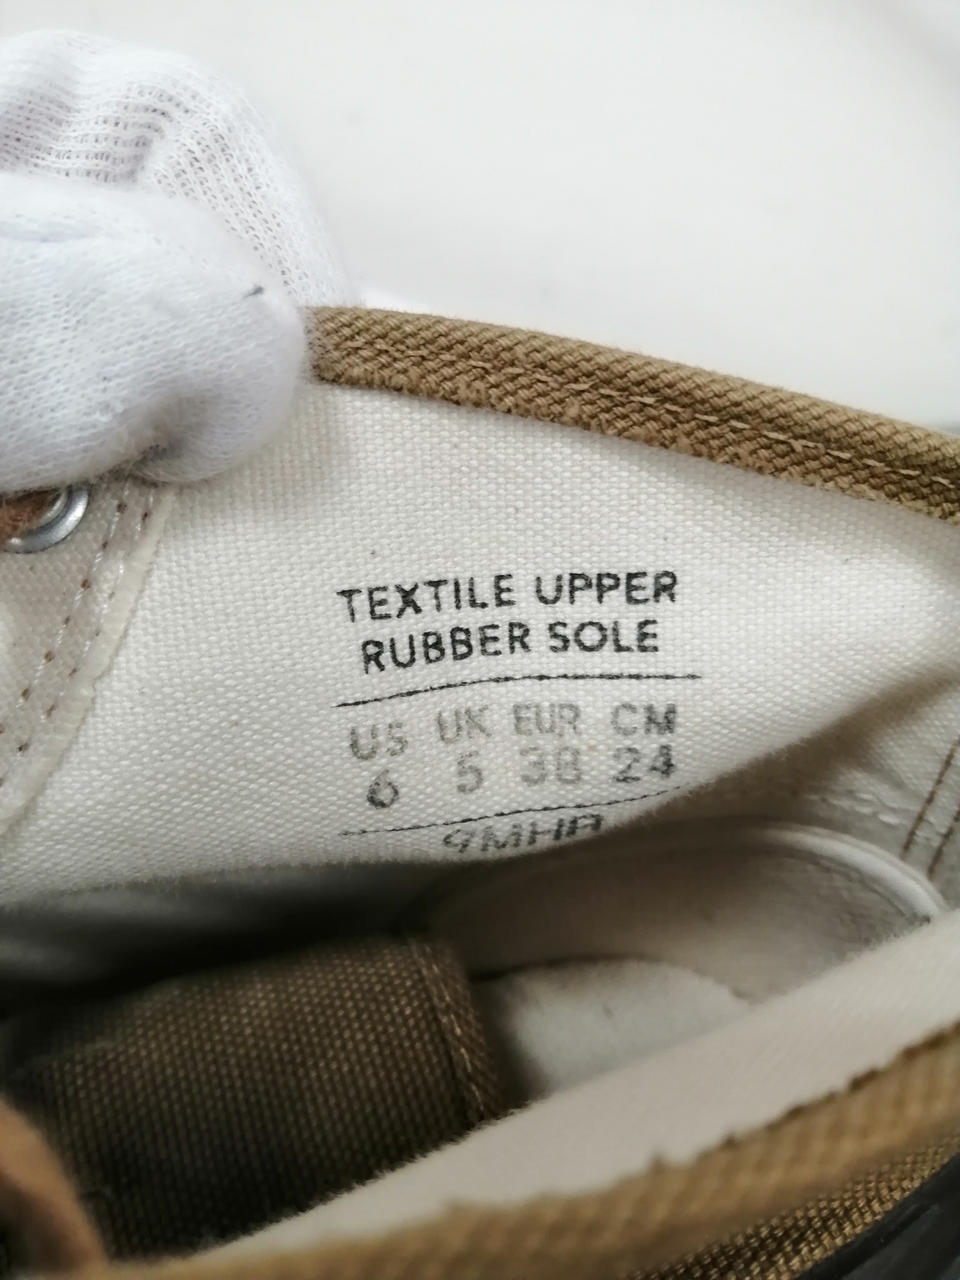 TEXTILE UPPER
RUBBER SOLE
US UK EUR CM
6 5 38 24